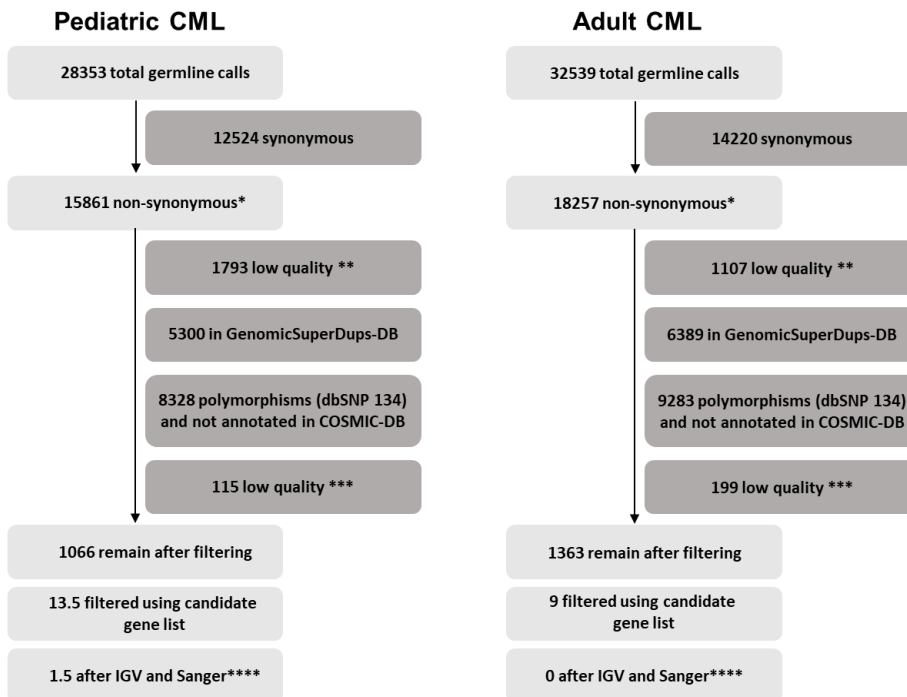 Pediatric CML
28353 total germline calls
12524 synonymous
15861 non-synonymous*
1793 low quality **
5300 in GenomicSuperDups-DB
8328 polymorphisms (dbSNP 134)
and not annotated in COSMIC-DB
115 low quality ***
1066 remain after filtering
13.5 filtered using candidate
gene list
1.5 after IGV and Sanger****
Adult CML
32539 total germline calls
14220 synonymous
18257 non-synonymous*
1107 low quality **
6389 in GenomicSuperDups-DB
9283 polymorphisms (dbSNP 134)
and not annotated in COSMIC-DB
199 low quality ***
1363 remain after filtering
9 filtered using candidate
gene list
0 after IGV and Sanger****